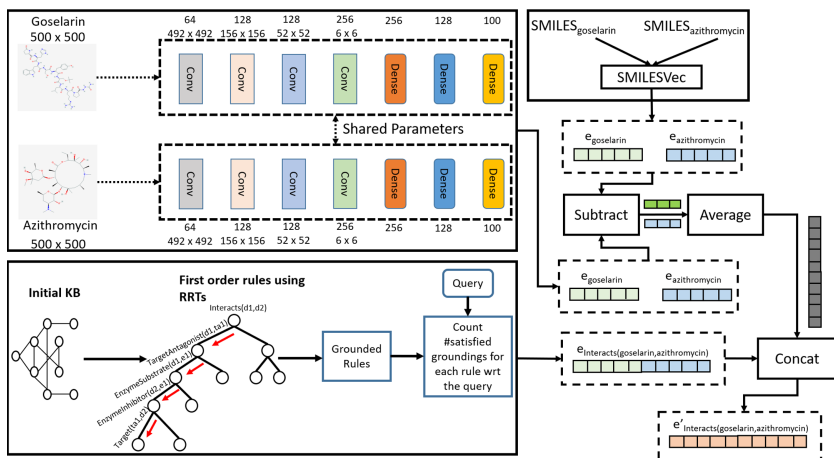 Goselarin
500 x 500
64 128 128 256 256 128 100
492 x 492 156 x 156 52 x 52 6 x 6
Conv Conv Conv Conv Dense Dense Dense
Shared Parameters
Conv Conv Conv Conv Dense Dense Dense
Azithromycin
500 x 500
64 128 128 256 256 128 100
492 x 492 156 x 156 52 x 52 6 x 6
SMILESgoselarin SMILESazithromycin
SMILESVec
egoselarin eazithromycin
Subtract
Average
egoselarin eazithromycin
Initial KB
First order rules using
RRTs
Interacts(d1,d2)
TargetAntagonist(d1,ta1)
EnzymeSubstrate(d1,e1)
EnzymeInhibitor(d2,e1)
Target(ta1,d2)
Grounded
Rules
Query
Count
#satisfied
groundings for
each rule wrt
the query
eInteracts(goselarin,azithromycin)
Concat
e'Interacts(goselarin,azithromycin)